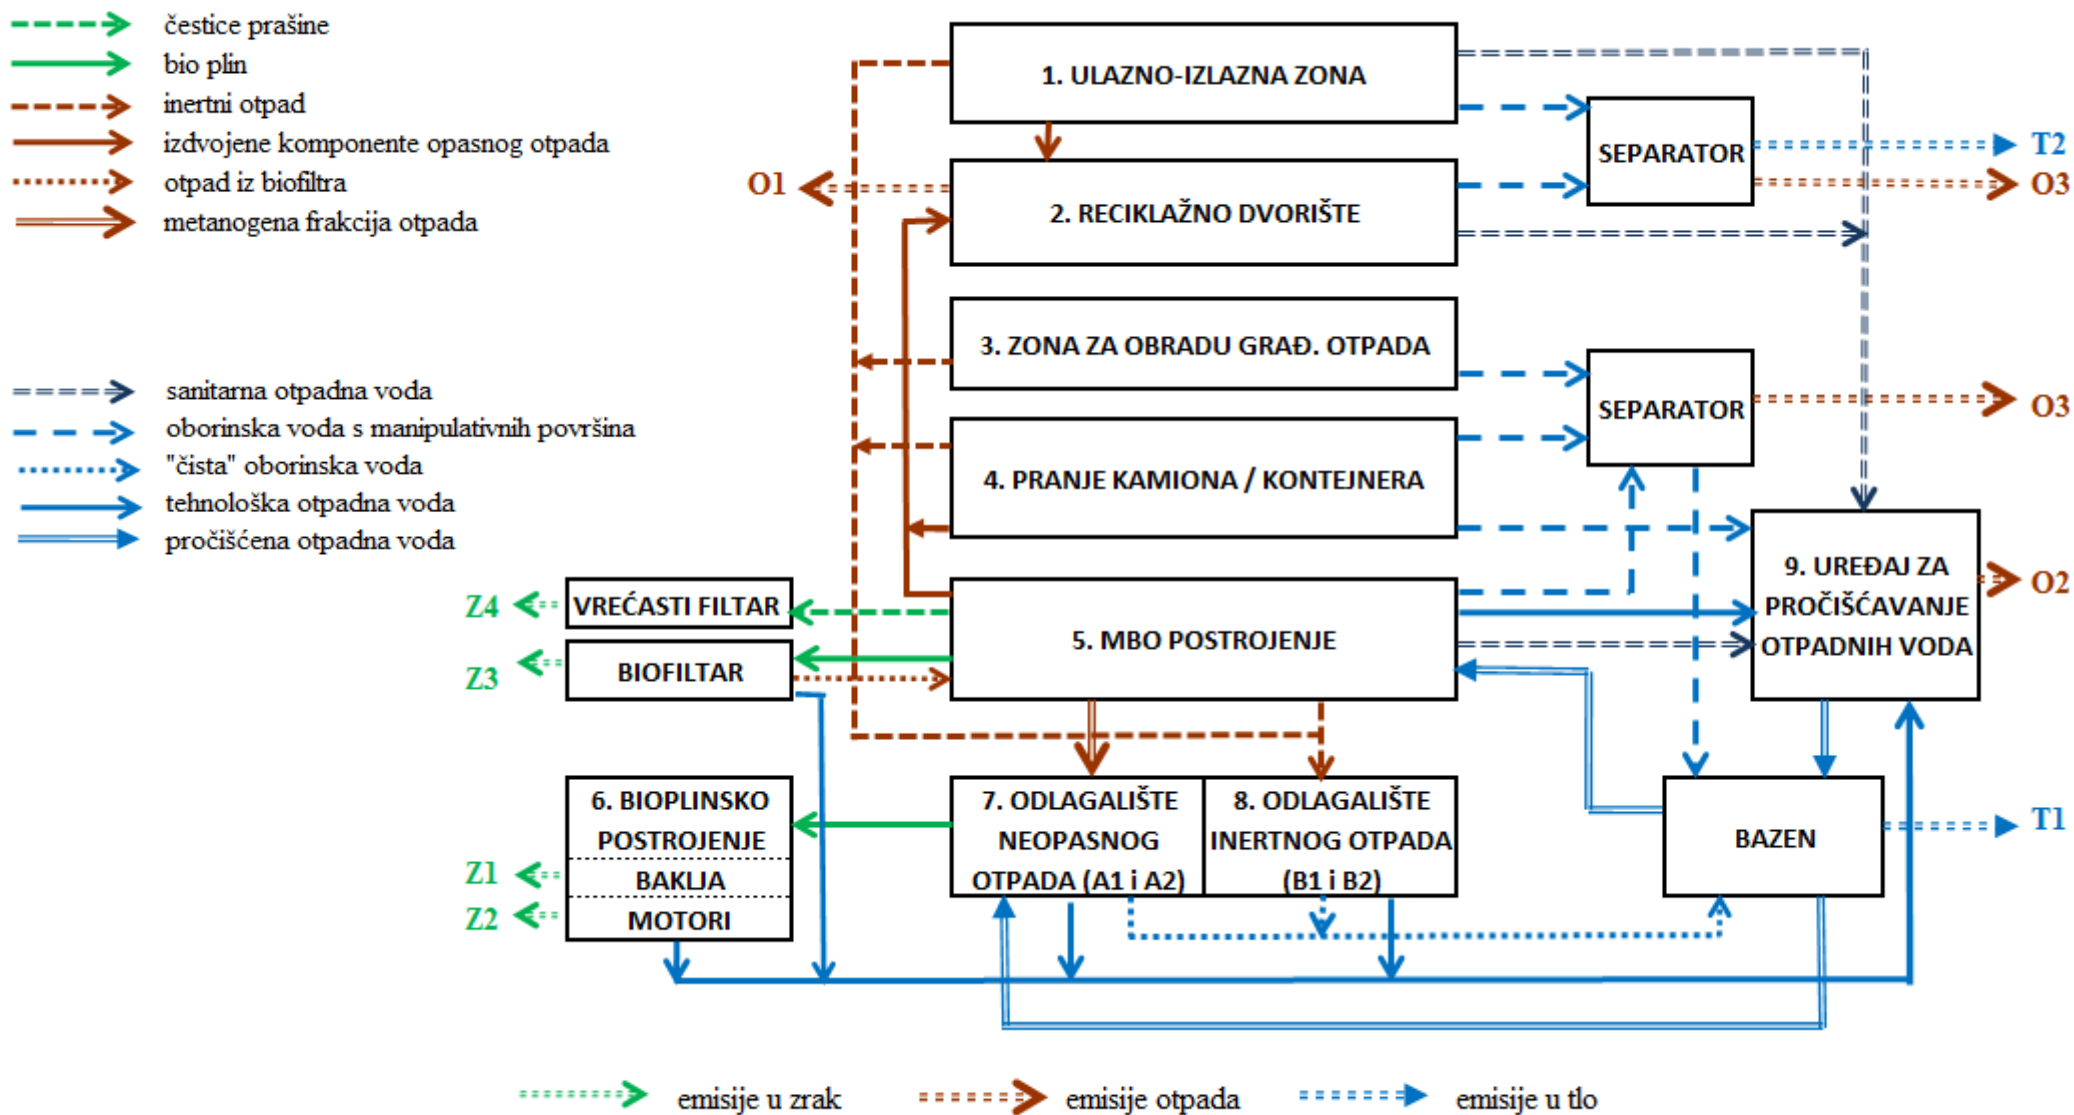 čestice prašine
bio plin
inertni otpad
izdvojene komponente opasnog otpada
otpad iz biofiltra
metanogena frakcija otpada
sanitarna otpadna voda
oborinska voda s manipulativnih površina
"čista" oborinska voda
tehnološka otpadna voda
pročišćena otpadna voda
1. ULAZNO-IZLAZNA ZONA
SEPARATOR
T2
O3
O1
2. RECIKLAŽNO DVORIŠTE
3. ZONA ZA OBRADU GRAĐ. OTPADA
SEPARATOR
O3
4. PRANJE KAMIONA / KONTEJNERA
9. UREĐAJ ZA
PROČIŠĆAVANJE
OTPADNIH VODA
O2
Z4
VREĆASTI FILTAR
5. MBO POSTROJENJE
Z3
BIOFILTAR
6. BIOPLINSKO
POSTROJENJE
BAKLJA
MOTORI
Z1
Z2
7. ODLAGALIŠTE
NEOPASNOG
OTPADA (A1 i A2)
8. ODLAGALIŠTE
INERTNOG OTPADA
(B1 i B2)
BAZEN
T1
emisije u zrak
emisije otpada
emisije u tlo